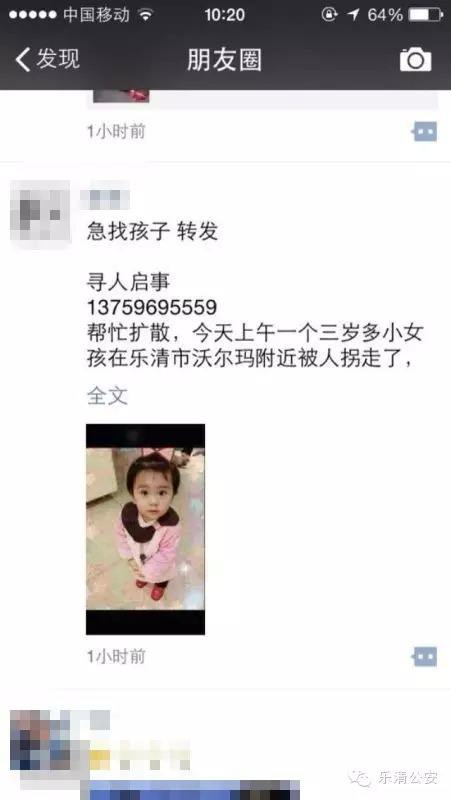 中国移动
10:20
64%
发现
朋友圈
1小时前
急找孩子 转发
寻人启事
13759695559
帮忙扩散，今天上午一个三岁多小女
孩在乐清市沃尔玛附近被人拐走了，
全文
1小时前
乐清公安